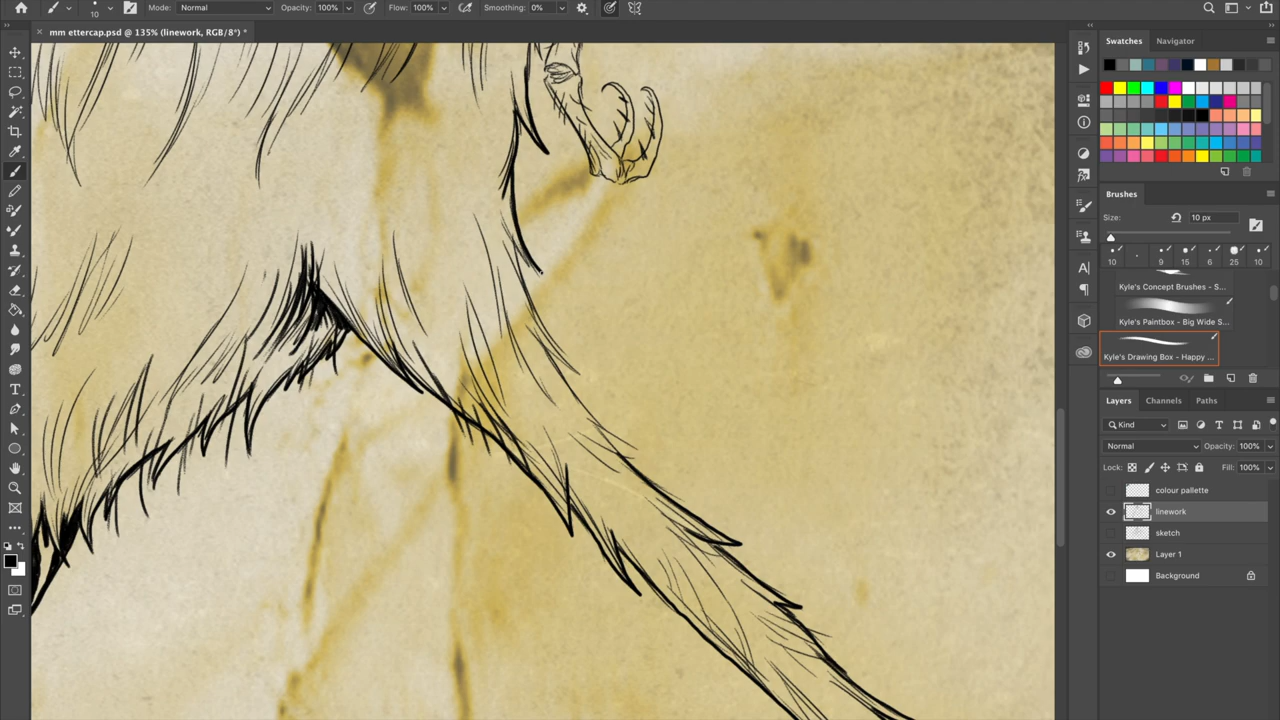 10
Mode: Normal
Opacity: 100%
Flow: 100%
Smoothing: 0%
mm ettercap.psd @ 135% (linework, RGB/8*) *
Swatches
Navigator
Brushes
Size:
10 px
10
9
15
6
25
10
Kyle's Concept Brushes - S...
Kyle's Paintbox - Big Wide S...
Kyle's Drawing Box - Happy ...
Layers
Channels
Paths
Kind
Normal
Opacity: 100%
Lock:
Fill: 100%
colour pallette
linework
sketch
Layer 1
Background